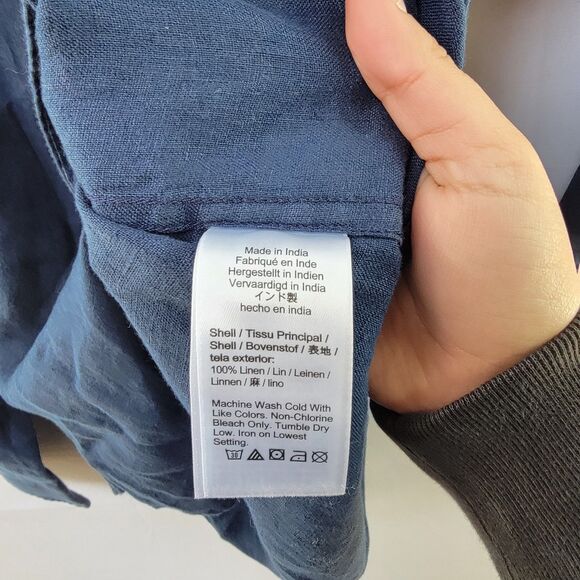 Made in India
Fabriqué en Inde
Hergestellt in Indien
Vervaardigd in India
インド製
hecho en india
Shell / Tissu Principal /
Shell / Bovenstof / 表地 /
tela exterior:
100% Linen / Lin / Leinen /
Linnen / 麻 / lino
Machine Wash Cold With
Like Colors. Non-Chlorine
Bleach Only. Tumble Dry
Low. Iron on Lowest
Setting.
30